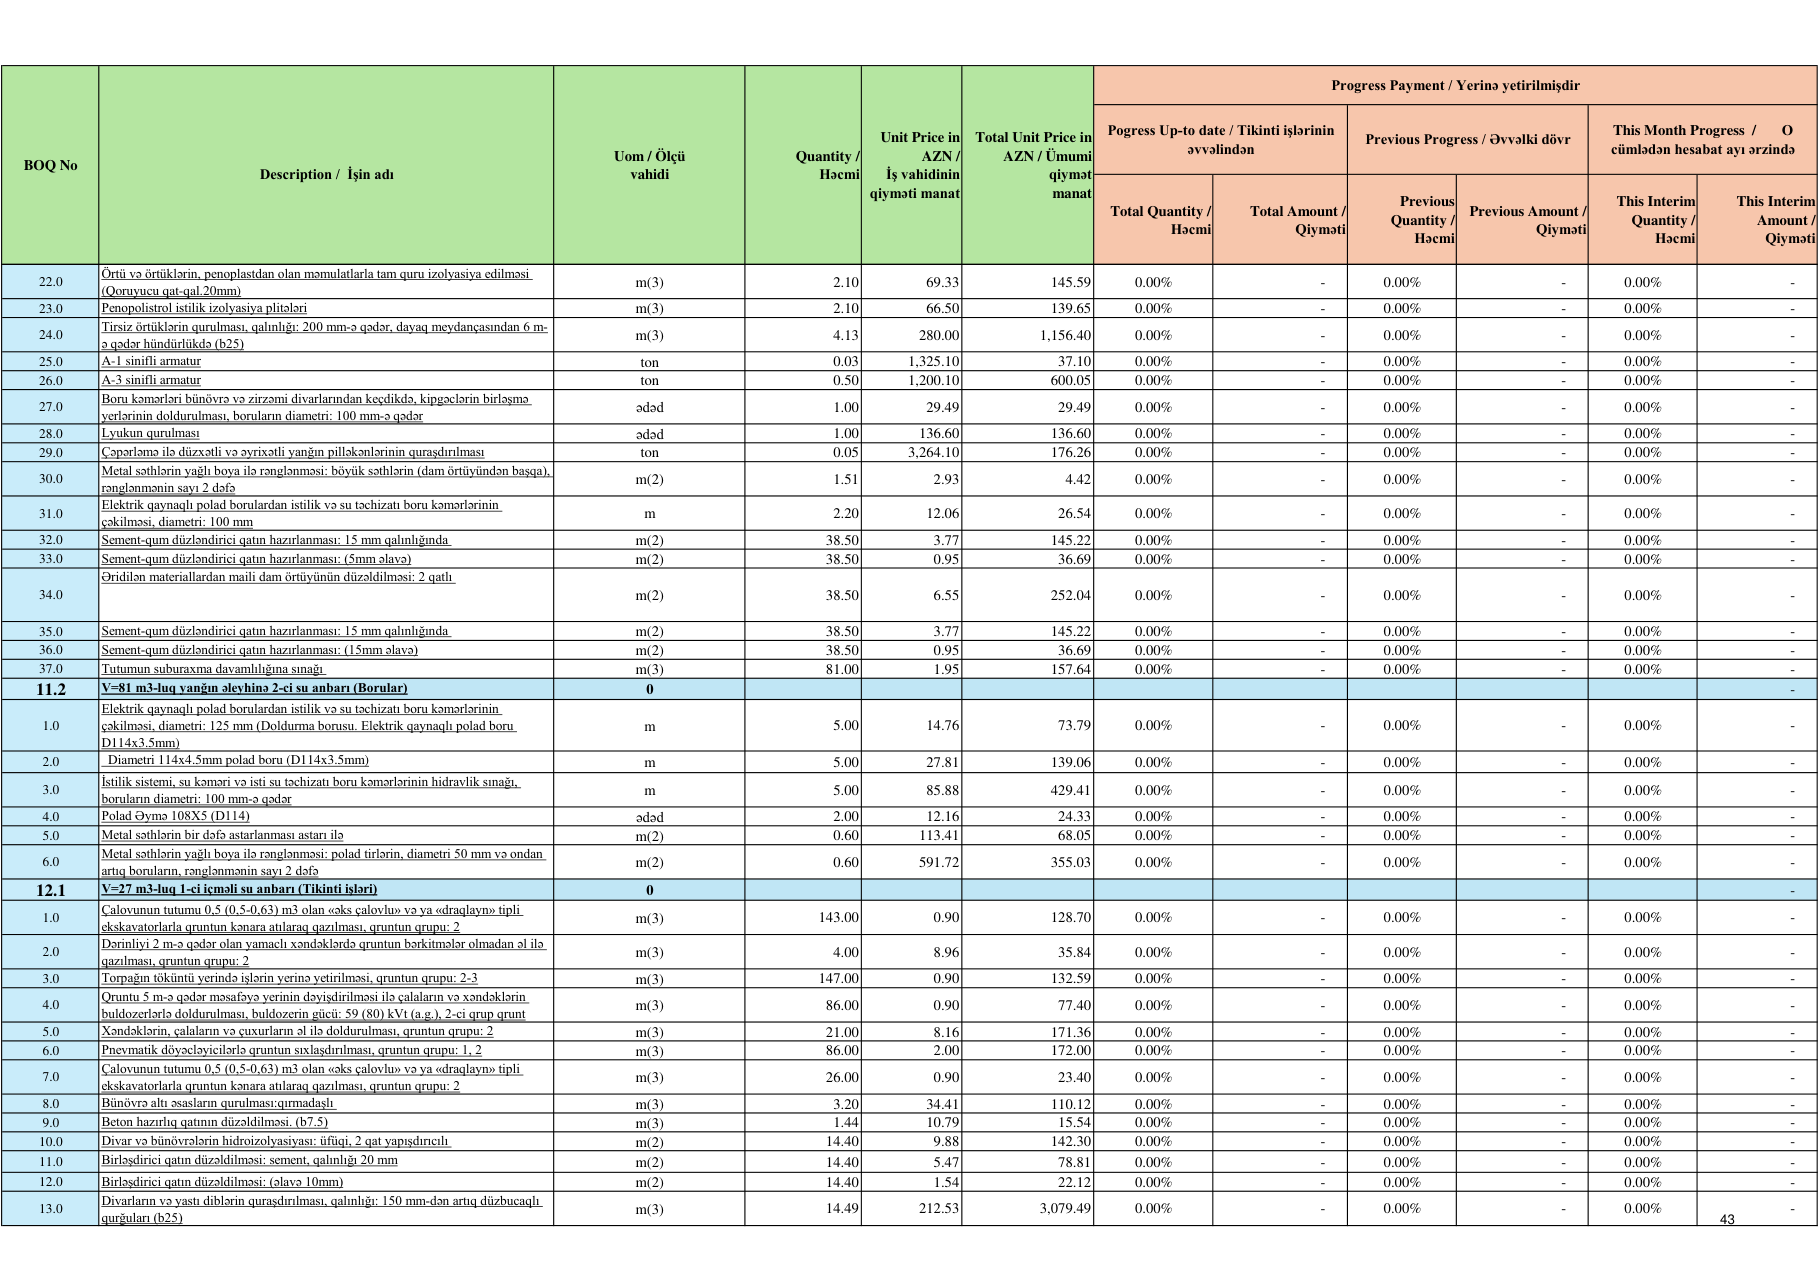 Progress Payment / Yerinə yetirilmişdir
BOQ No
Description / İşin adı
Uom / Ölçü
vahidi
Quantity /
Həcmi
Unit Price in
AZN /
İş vahidinin
qiyməti manat
Total Unit Price in
AZN / Ümumi
qiymət
manat
Pogress Up-to date / Tikinti işlərinin
əvvəlindən
Previous Progress / Əvvəlki dövr
This Month Progress / O
cümlədən hesabat ayı ərzində
Total Quantity /
Həcmi
Total Amount /
Qiyməti
Previous
Quantity /
Həcmi
Previous Amount /
Qiyməti
This Interim
Quantity /
Həcmi
This Interim
Amount /
Qiyməti
22.0 Örtü və örtüklərin, penoplastdan olan məmulatlarla tam quru izolyasiya edilməsi
(Qoruyucu qat-qal.20mm) m(3) 2.10 69.33 145.59 0.00% - 0.00% - 0.00% -
23.0 Penopolistrol istilik izolyasiya plitələri m(3) 2.10 66.50 139.65 0.00% - 0.00% - 0.00% -
24.0 Tirsiz örtüklərin qurulması, qalınlığı: 200 mm-ə qədər, dayaq meydançasından 6 m-
ə qədər hündürlükdə (b25) m(3) 4.13 280.00 1,156.40 0.00% - 0.00% - 0.00% -
25.0 A-1 sinifli armatur ton 0.03 1,325.10 37.10 0.00% - 0.00% - 0.00% -
26.0 A-3 sinifli armatur ton 0.50 1,200.10 600.05 0.00% - 0.00% - 0.00% -
27.0 Boru kəmərləri bünövrə və zirzəmi divarlarından keçdikdə, kipgəclərin birləşmə
yerlərinin doldurulması, boruların diametri: 100 mm-ə qədər ədəd 1.00 29.49 29.49 0.00% - 0.00% - 0.00% -
28.0 Lyukun qurulması ədəd 1.00 136.60 136.60 0.00% - 0.00% - 0.00% -
29.0 Çəpərləmə ilə düzxətli və əyrixətli yanğın pilləkənlərinin quraşdırılması ton 0.05 3,264.10 176.26 0.00% - 0.00% - 0.00% -
30.0 Metal səthlərin yağlı boya ilə rənglənməsi: böyük səthlərin (dam örtüyündən başqa),
rənglənmənin sayı 2 dəfə m(2) 1.51 2.93 4.42 0.00% - 0.00% - 0.00% -
31.0 Elektrik qaynaqlı polad borulardan istilik və su təchizatı boru kəmərlərinin
çəkilməsi, diametri: 100 mm m 2.20 12.06 26.54 0.00% - 0.00% - 0.00% -
32.0 Sement-qum düzləndirici qatın hazırlanması: 15 mm qalınlığında m(2) 38.50 3.77 145.22 0.00% - 0.00% - 0.00% -
33.0 Sement-qum düzləndirici qatın hazırlanması: (5mm əlavə) m(2) 38.50 0.95 36.69 0.00% - 0.00% - 0.00% -
34.0 Əridilən materiallardan maili dam örtüyünün düzəldilməsi: 2 qatlı m(2) 38.50 6.55 252.04 0.00% - 0.00% - 0.00% -
35.0 Sement-qum düzləndirici qatın hazırlanması: 15 mm qalınlığında m(2) 38.50 3.77 145.22 0.00% - 0.00% - 0.00% -
36.0 Sement-qum düzləndirici qatın hazırlanması: (15mm əlavə) m(2) 38.50 0.95 36.69 0.00% - 0.00% - 0.00% -
37.0 Tutumun suburaxma davamlılığına sınağı m(3) 81.00 1.95 157.64 0.00% - 0.00% - 0.00% -
11.2 V=81 m3-luq yanğın əleyhinə 2-ci su anbarı (Borular) 0 -
1.0 Elektrik qaynaqlı polad borulardan istilik və su təchizatı boru kəmərlərinin
çəkilməsi, diametri: 125 mm (Doldurma borusu. Elektrik qaynaqlı polad boru
D114x3.5mm) m 5.00 14.76 73.79 0.00% - 0.00% - 0.00% -
2.0 Diametri 114x4.5mm polad boru (D114x3.5mm) m 5.00 27.81 139.06 0.00% - 0.00% - 0.00% -
3.0 İstilik sistemi, su kəməri və isti su təchizatı boru kəmərlərinin hidravlik sınağı,
boruların diametri: 100 mm-ə qədər m 5.00 85.88 429.41 0.00% - 0.00% - 0.00% -
4.0 Polad Əymə 108X5 (D114) ədəd 2.00 12.16 24.33 0.00% - 0.00% - 0.00% -
5.0 Metal səthlərin bir dəfə astarlanması astarı ilə m(2) 0.60 113.41 68.05 0.00% - 0.00% - 0.00% -
6.0 Metal səthlərin yağlı boya ilə rənglənməsi: polad tirlərin, diametri 50 mm və ondan
artıq boruların, rənglənmənin sayı 2 dəfə m(2) 0.60 591.72 355.03 0.00% - 0.00% - 0.00% -
12.1 V=27 m3-luq 1-ci içməli su anbarı (Tikinti işləri) 0 -
1.0 Çalovunun tutumu 0,5 (0,5-0,63) m3 olan «əks çalovlu» və ya «draqlayn» tipli
ekskavatorlarla qruntun kənara atılaraq qazılması, qruntun qrupu: 2 m(3) 143.00 0.90 128.70 0.00% - 0.00% - 0.00% -
2.0 Dərinliyi 2 m-ə qədər olan yamaclı xəndəklərdə qruntun bərkitmələr olmadan əl ilə
qazılması, qruntun qrupu: 2 m(3) 4.00 8.96 35.84 0.00% - 0.00% - 0.00% -
3.0 Torpağın töküntü yerində işlərin yerinə yetirilməsi, qruntun qrupu: 2-3 m(3) 147.00 0.90 132.59 0.00% - 0.00% - 0.00% -
4.0 Qruntu 5 m-ə qədər məsafəyə yerinin dəyişdirilməsi ilə çalaların və xəndəklərin
buldozerlərlə doldurulması, buldozerin gücü: 59 (80) kVt (a.g.), 2-ci qrup qrunt m(3) 86.00 0.90 77.40 0.00% - 0.00% - 0.00% -
5.0 Xəndəklərin, çalaların və çuxurların əl ilə doldurulması, qruntun qrupu: 2 m(3) 21.00 8.16 171.36 0.00% - 0.00% - 0.00% -
6.0 Pnevmatik döyəcləyicilərlə qruntun sıxlaşdırılması, qruntun qrupu: 1, 2 m(3) 86.00 2.00 172.00 0.00% - 0.00% - 0.00% -
7.0 Çalovunun tutumu 0,5 (0,5-0,63) m3 olan «əks çalovlu» və ya «draqlayn» tipli
ekskavatorlarla qruntun kənara atılaraq qazılması, qruntun qrupu: 2 m(3) 26.00 0.90 23.40 0.00% - 0.00% - 0.00% -
8.0 Bünövrə altı əsasların qurulması:qırmadaşlı m(3) 3.20 34.41 110.12 0.00% - 0.00% - 0.00% -
9.0 Beton hazırlıq qatının düzəldilməsi. (b7.5) m(3) 1.44 10.79 15.54 0.00% - 0.00% - 0.00% -
10.0 Divar və bünövrələrin hidroizolyasiyası: üfüqi, 2 qat yapışdırıcılı m(2) 14.40 9.88 142.30 0.00% - 0.00% - 0.00% -
11.0 Birləşdirici qatın düzəldilməsi: sement, qalınlığı 20 mm m(2) 14.40 5.47 78.81 0.00% - 0.00% - 0.00% -
12.0 Birləşdirici qatın düzəldilməsi: (əlavə 10mm) m(2) 14.40 1.54 22.12 0.00% - 0.00% - 0.00% -
13.0 Divarların və yastı diblərin quraşdırılması, qalınlığı: 150 mm-dən artıq düzbucaqlı
qurğuları (b25) m(3) 14.49 212.53 3,079.49 0.00% - 0.00% - 0.00% -
43